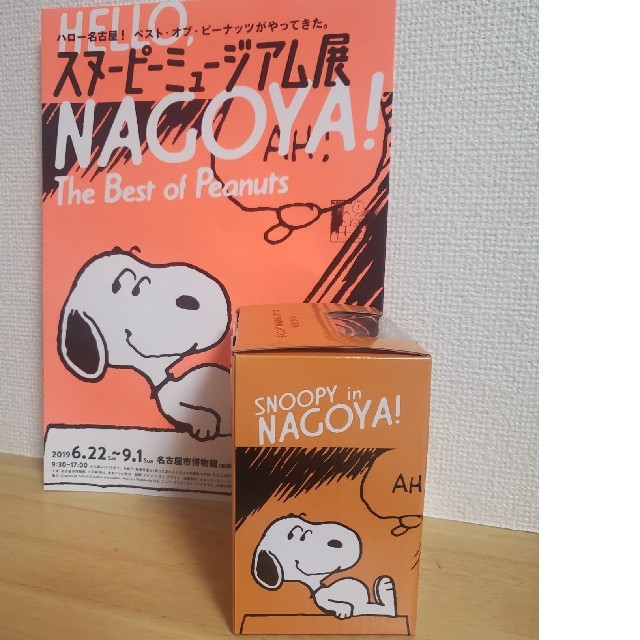 HELLO,
ハロー名古屋! ベスト・オブ・ピーナッツがやってきた。
スヌーピーミュージアム展
NAGOYA!
AH!
The Best of Peanuts
2019 6.22 Sat ~9.1 Sun 名古屋市博物館
9:30-17:00
SNOOPY in
NAGOYA!
AH